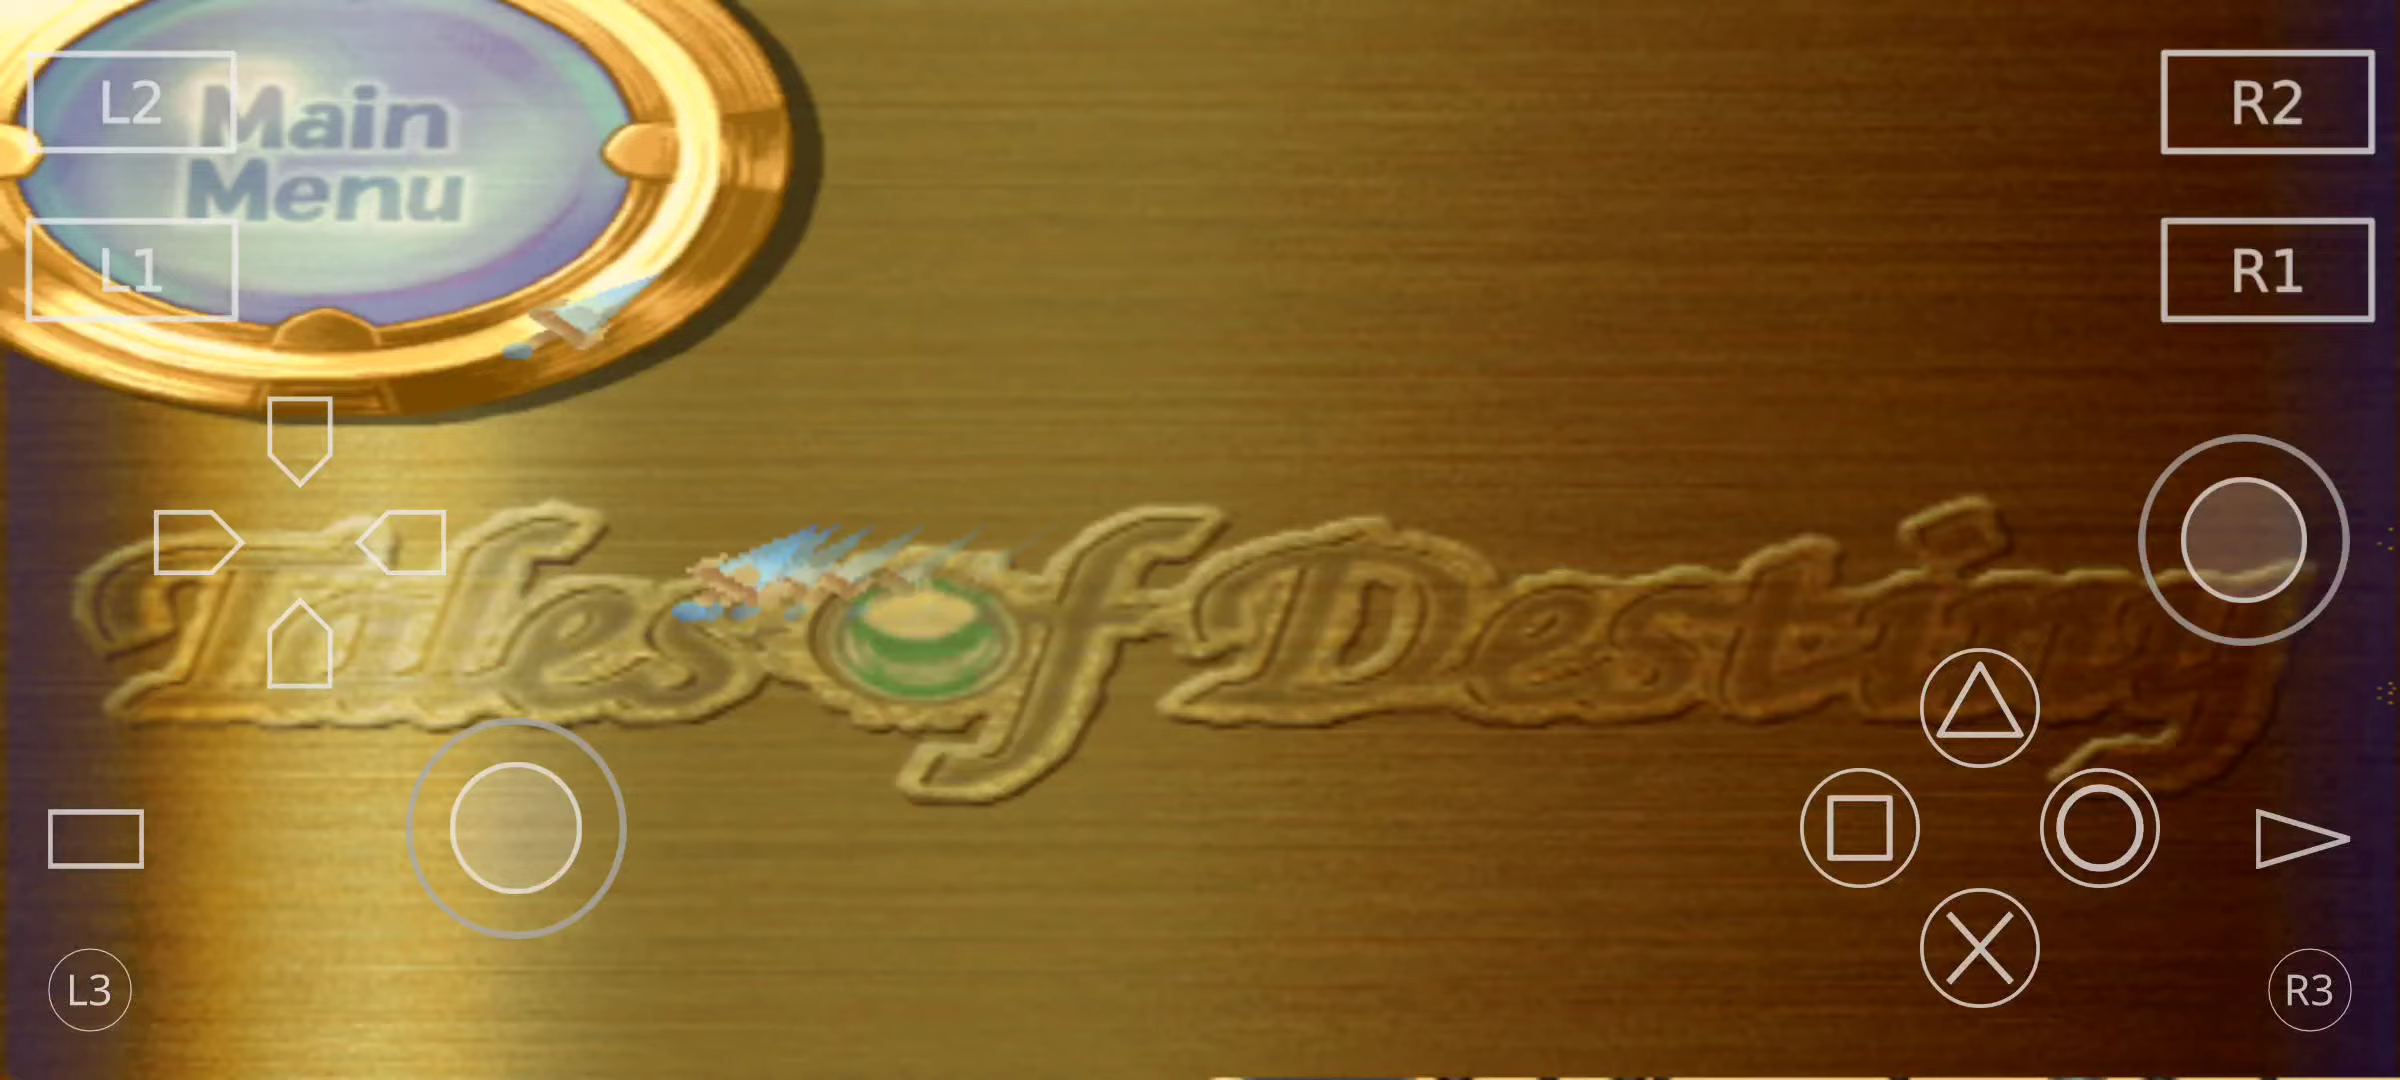 L2
Main
Menu
L1
R2
R1
Tales of Destiny
L3
R3